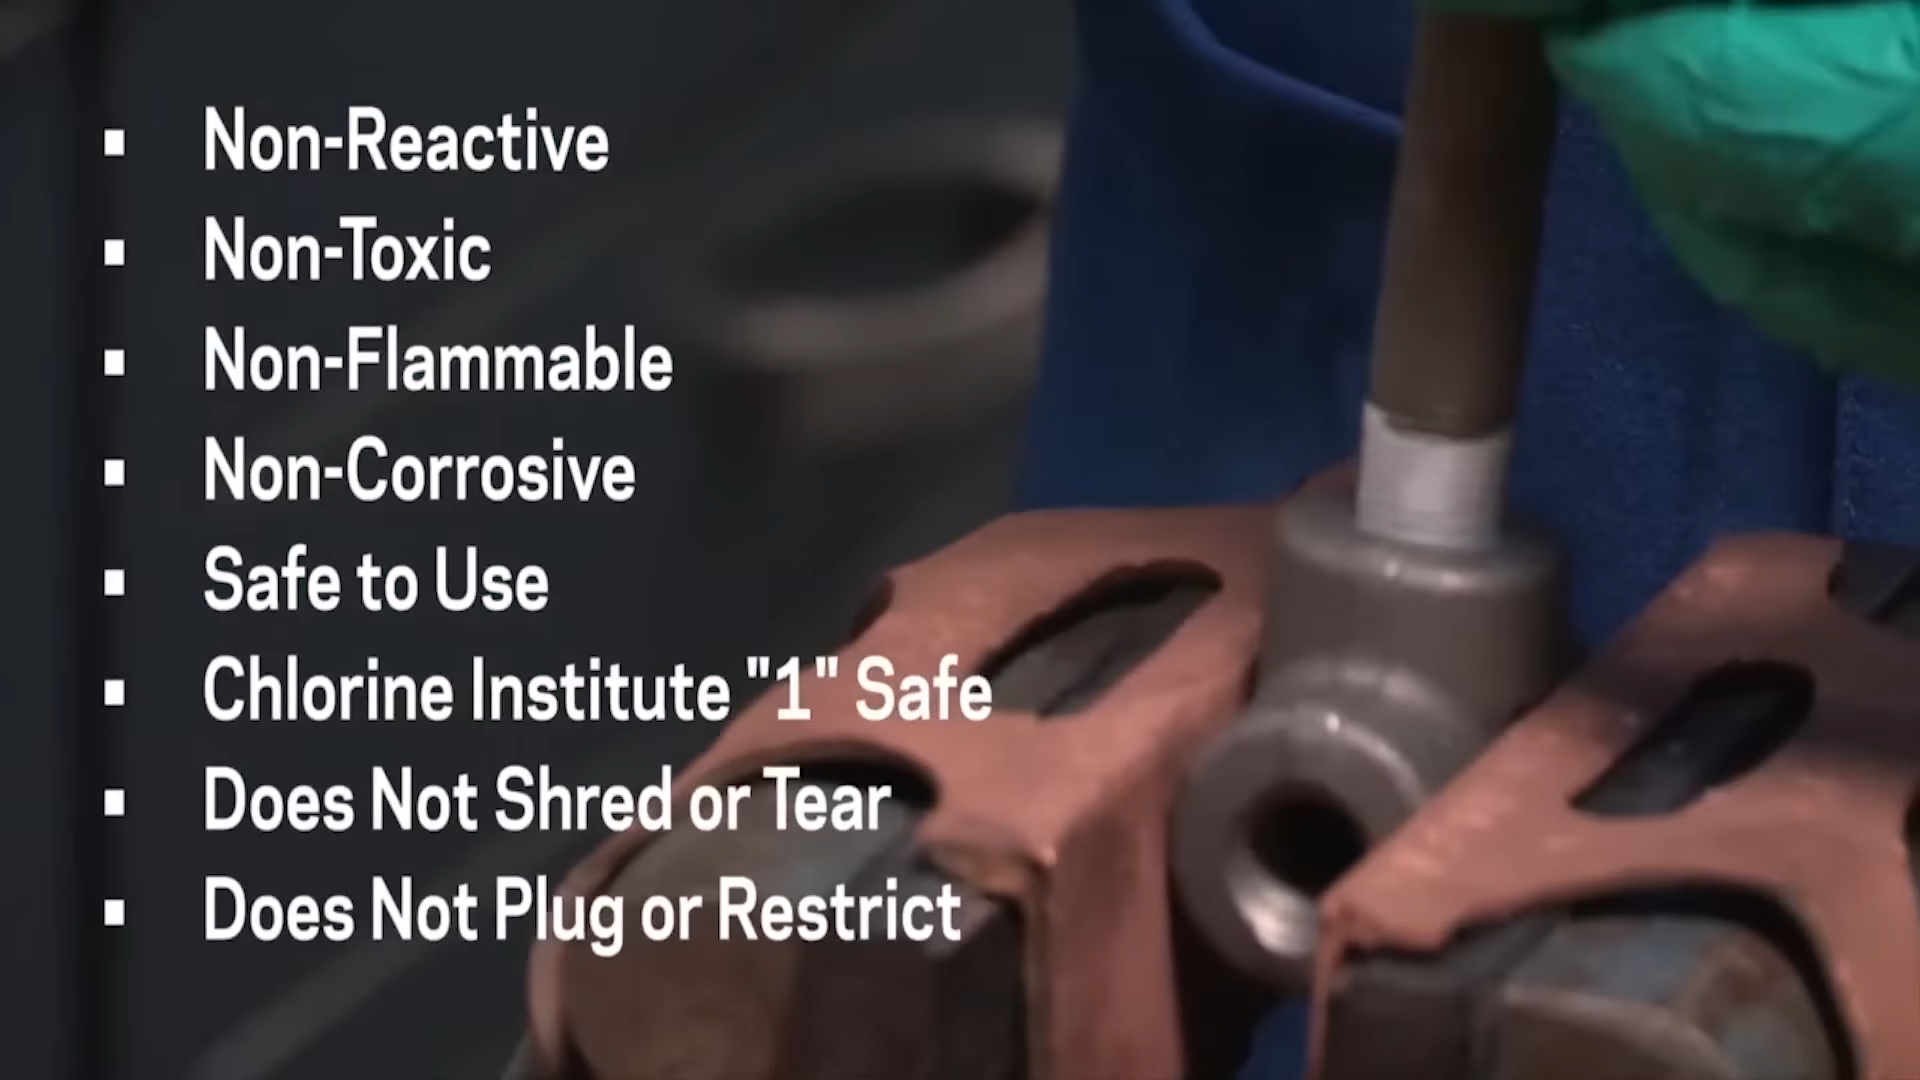 ▪ Non-Reactive
▪ Non-Toxic
▪ Non-Flammable
▪ Non-Corrosive
▪ Safe to Use
▪ Chlorine Institute "1" Safe
▪ Does Not Shred or Tear
▪ Does Not Plug or Restrict